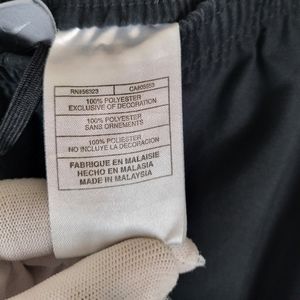 RN#56323 CA#05553
100% POLYESTER
EXCLUSIVE OF DECORATION
100% POLYESTER
SANS ORNEMENTS
100% POLIESTER
NO INCLUIDA LA DECORACION
FABRIQUE EN MALAISIE
HECHO EN MALASIA
MADE IN MALAYSIA